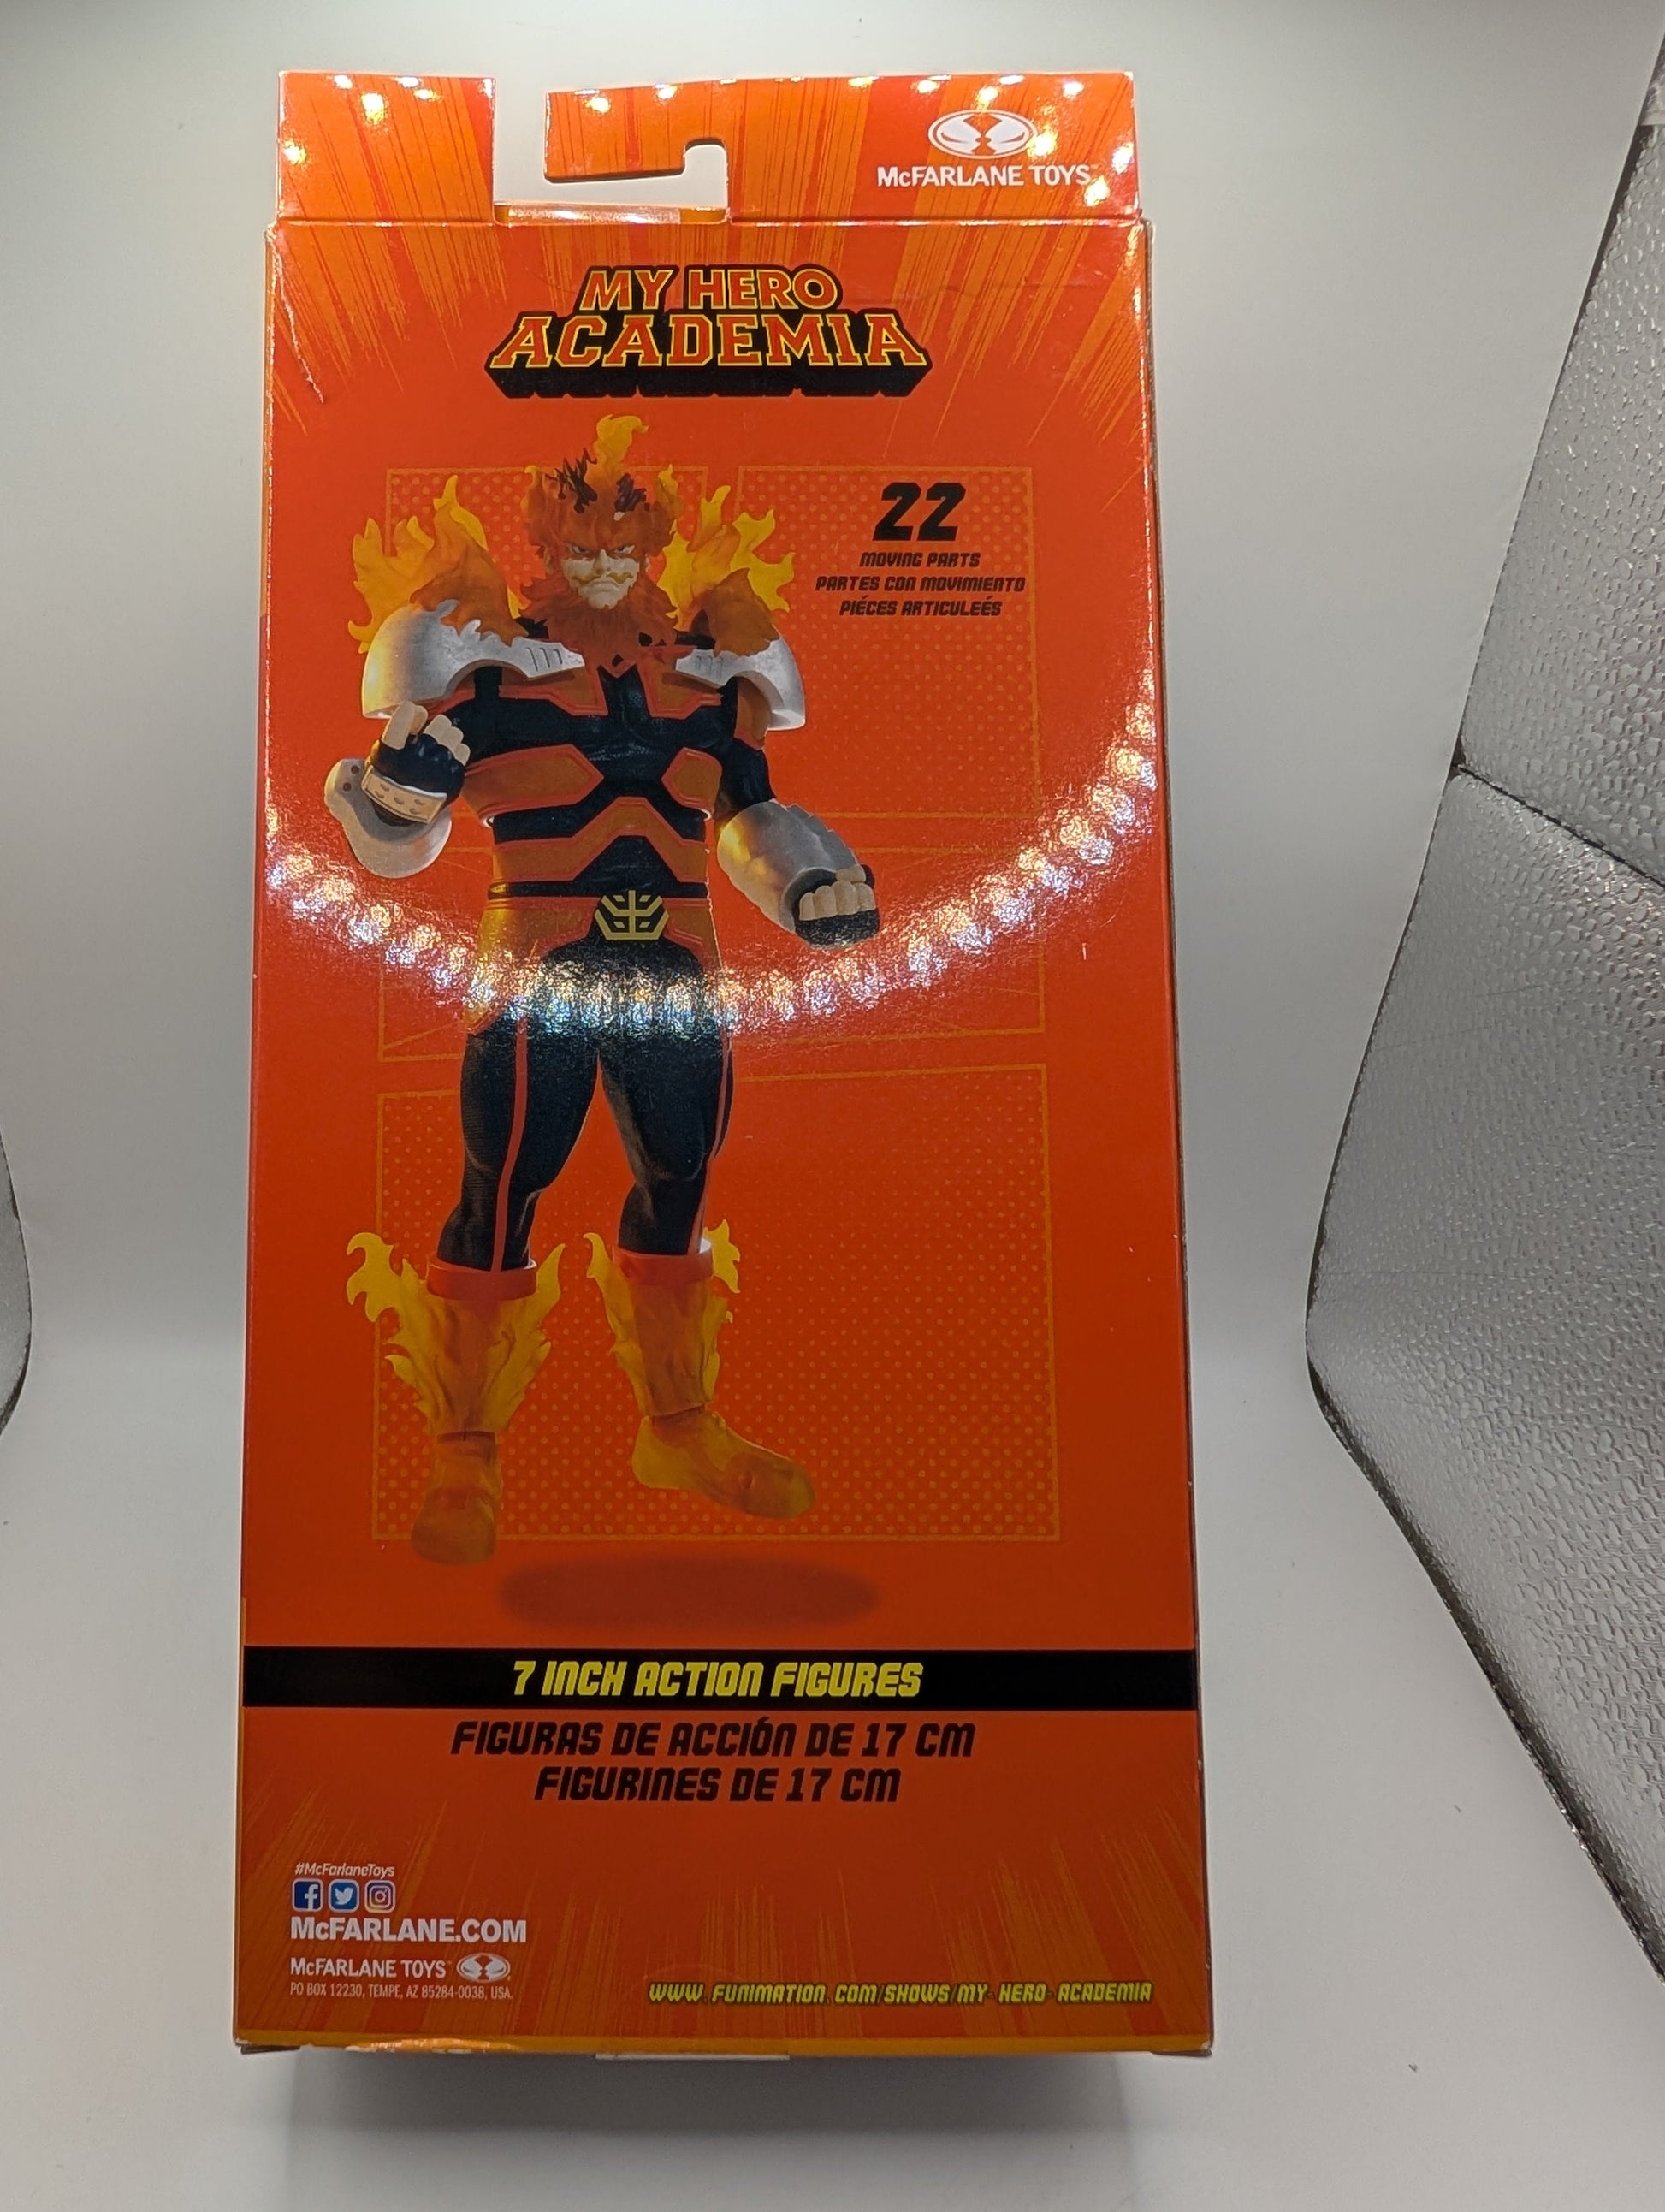 McFARLANE TOYS
MY HERO
ACADEMIA
22
MOVING PARTS
PARTES CON MOVIMIENTO
PIÉCES ARTICULEÉS
7 INCH ACTION FIGURES
FIGURAS DE ACCIÓN DE 17 CM
FIGURINES DE 17 CM
#McFarlaneToys
McFARLANE.COM
McFARLANE TOYS
PO BOX 12230, TEMPE, AZ 85284-0038, USA.
WWW.FUNIMATION.COM/SHOWS/MY-HERO-ACADEMIA